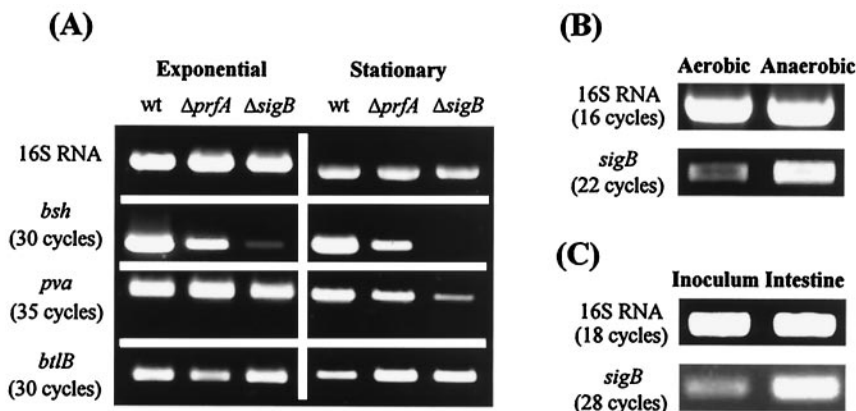 (A)
Exponential Stationary
wt ΔprfA ΔsigB wt ΔprfA ΔsigB
16S RNA
bsh
(30 cycles)
pva
(35 cycles)
btlB
(30 cycles)
(B)
Aerobic Anaerobic
16S RNA
(16 cycles)
sigB
(22 cycles)
(C)
Inoculum Intestine
16S RNA
(18 cycles)
sigB
(28 cycles)